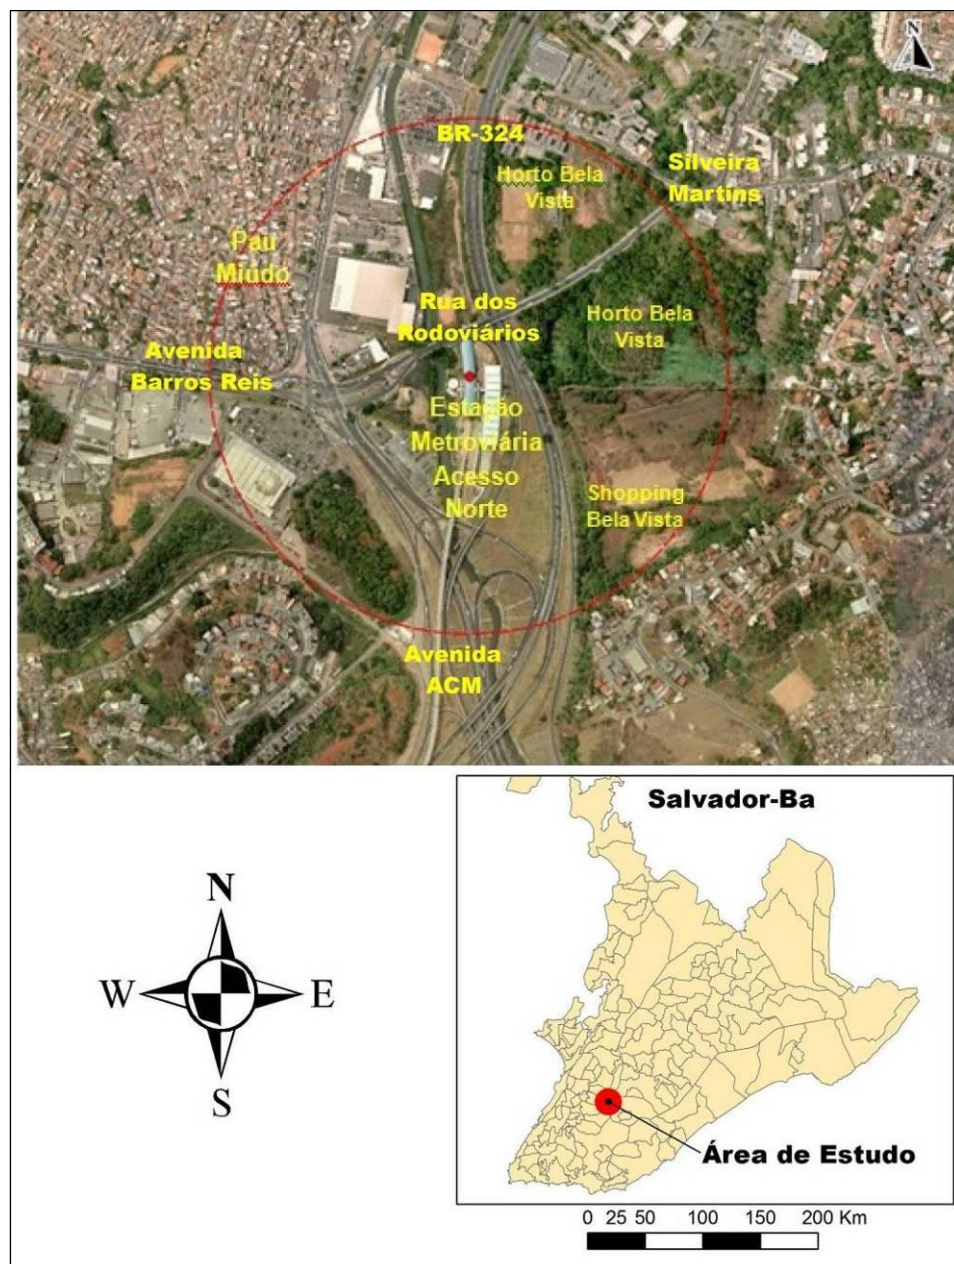 N
BR-324
Horto Bela
Vista
Silveira
Martins
Pau
Miúdo
Rua dos
Rodoviários
Horto Bela
Vista
Avenida
Barros Reis
Estação
Metroviária
Acesso
Norte
Shopping
Bela Vista
Avenida
ACM
Salvador-Ba
N
W E
S
Área de Estudo
0 25 50 100 150 200 Km